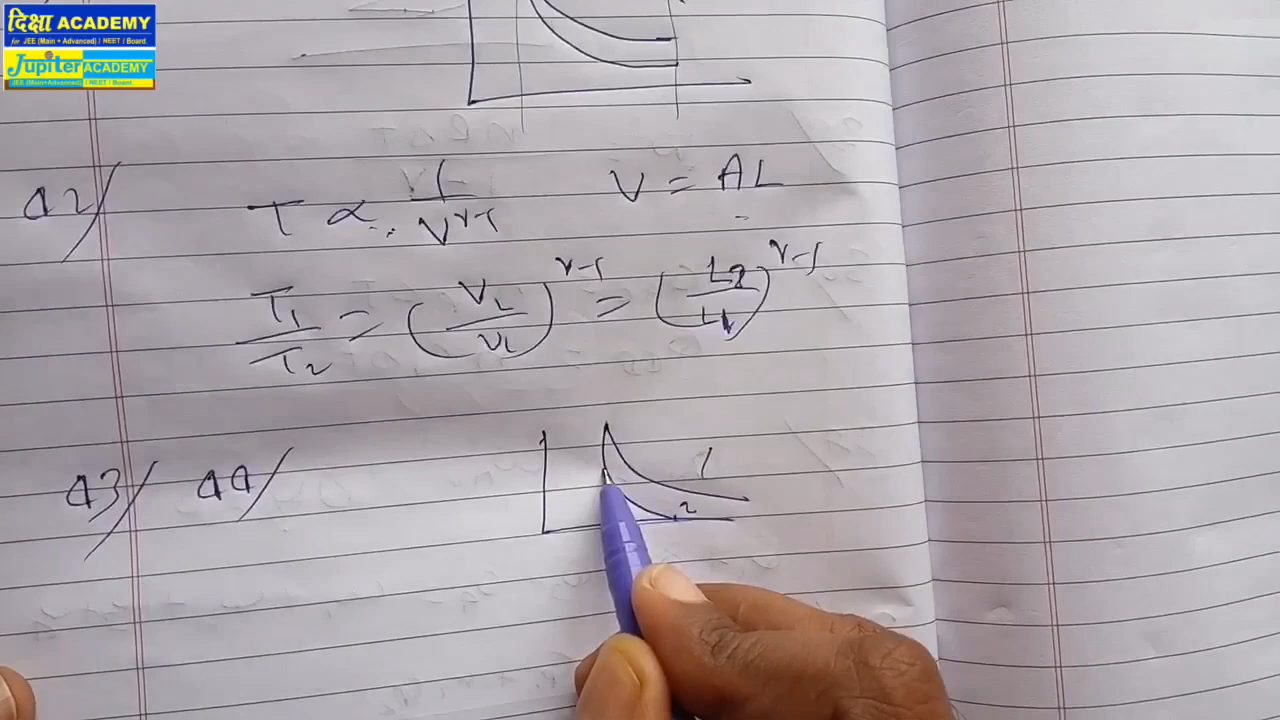 दिक्षा ACADEMY
for JEE (Main + Advanced) / NEET / Board.
Jupiter ACADEMY
JEE (Main+Advanced) / NEET / Board
42/ T ∝ 1/V^γ-1 V = AL
T1/T2 = (V2/V1)^γ-1 = (L2/L1)^γ-1
43/ 44/
1
2